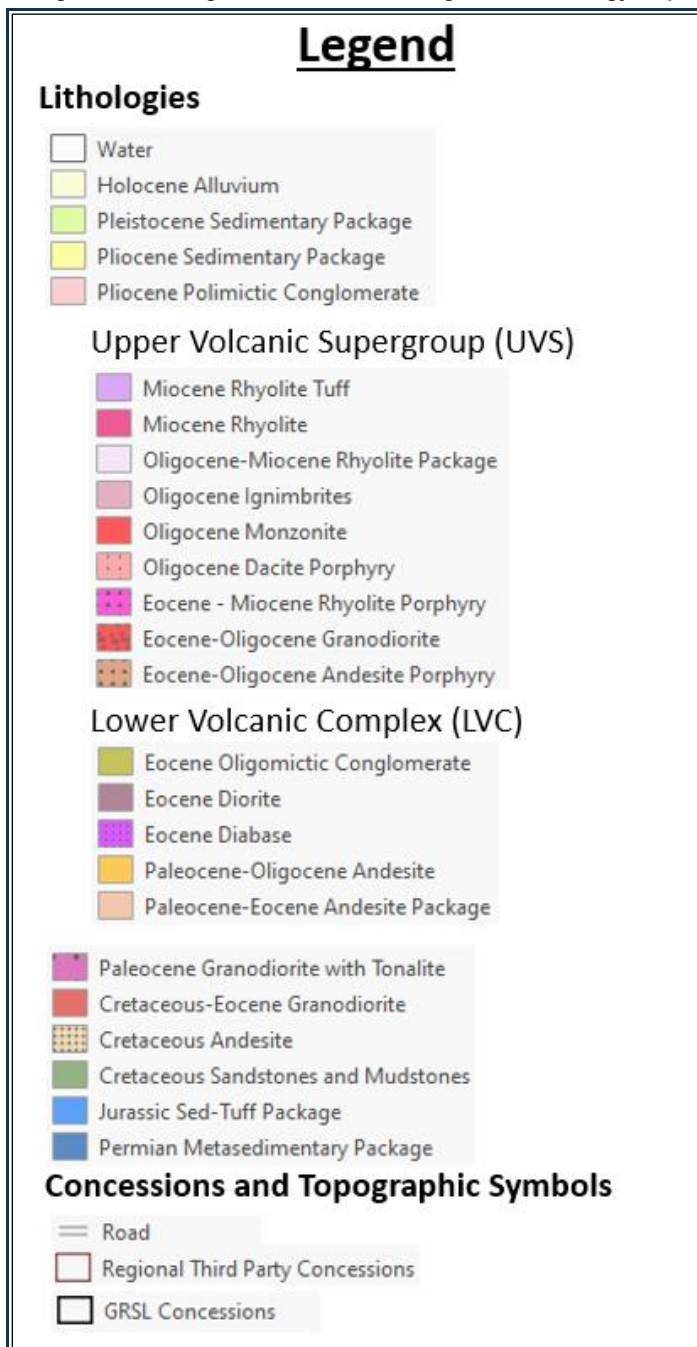 Legend
Lithologies
Water
Holocene Alluvium
Pleistocene Sedimentary Package
Pliocene Sedimentary Package
Pliocene Polimictic Conglomerate
Upper Volcanic Supergroup (UVS)
Miocene Rhyolite Tuff
Miocene Rhyolite
Oligocene-Miocene Rhyolite Package
Oligocene Ignimbrites
Oligocene Monzonite
Oligocene Dacite Porphyry
Eocene - Miocene Rhyolite Porphyry
Eocene-Oligocene Granodiorite
Eocene-Oligocene Andesite Porphyry
Lower Volcanic Complex (LVC)
Eocene Oligomictic Conglomerate
Eocene Diorite
Eocene Diabase
Paleocene-Oligocene Andesite
Paleocene-Eocene Andesite Package
Paleocene Granodiorite with Tonalite
Cretaceous-Eocene Granodiorite
Cretaceous Andesite
Cretaceous Sandstones and Mudstones
Jurassic Sed-Tuff Package
Permian Metasedimentary Package
Concessions and Topographic Symbols
Road
Regional Third Party Concessions
GRSL Concessions